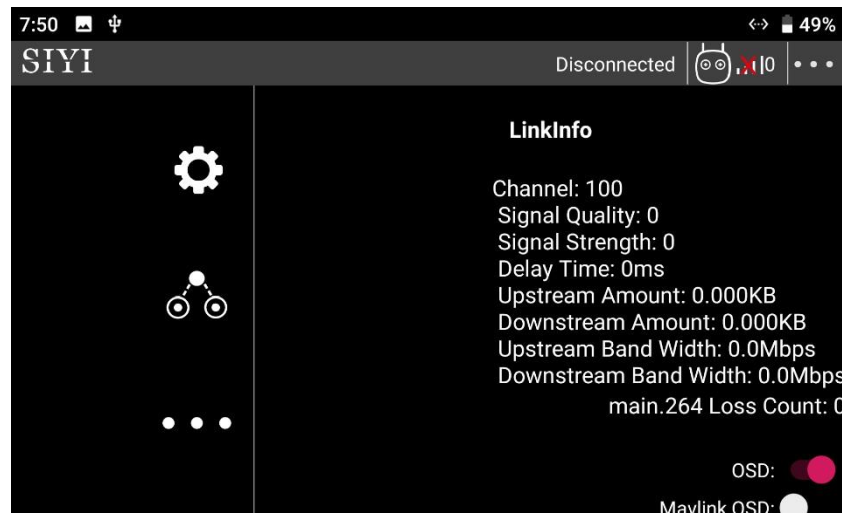 7:50
49%
SIYI
Disconnected
0
LinkInfo
Channel: 100
Signal Quality: 0
Signal Strength: 0
Delay Time: 0ms
Upstream Amount: 0.000KB
Downstream Amount: 0.000KB
Upstream Band Width: 0.0Mbps
Downstream Band Width: 0.0Mbps
main.264 Loss Count: 0
OSD:
Mavlink OSD: